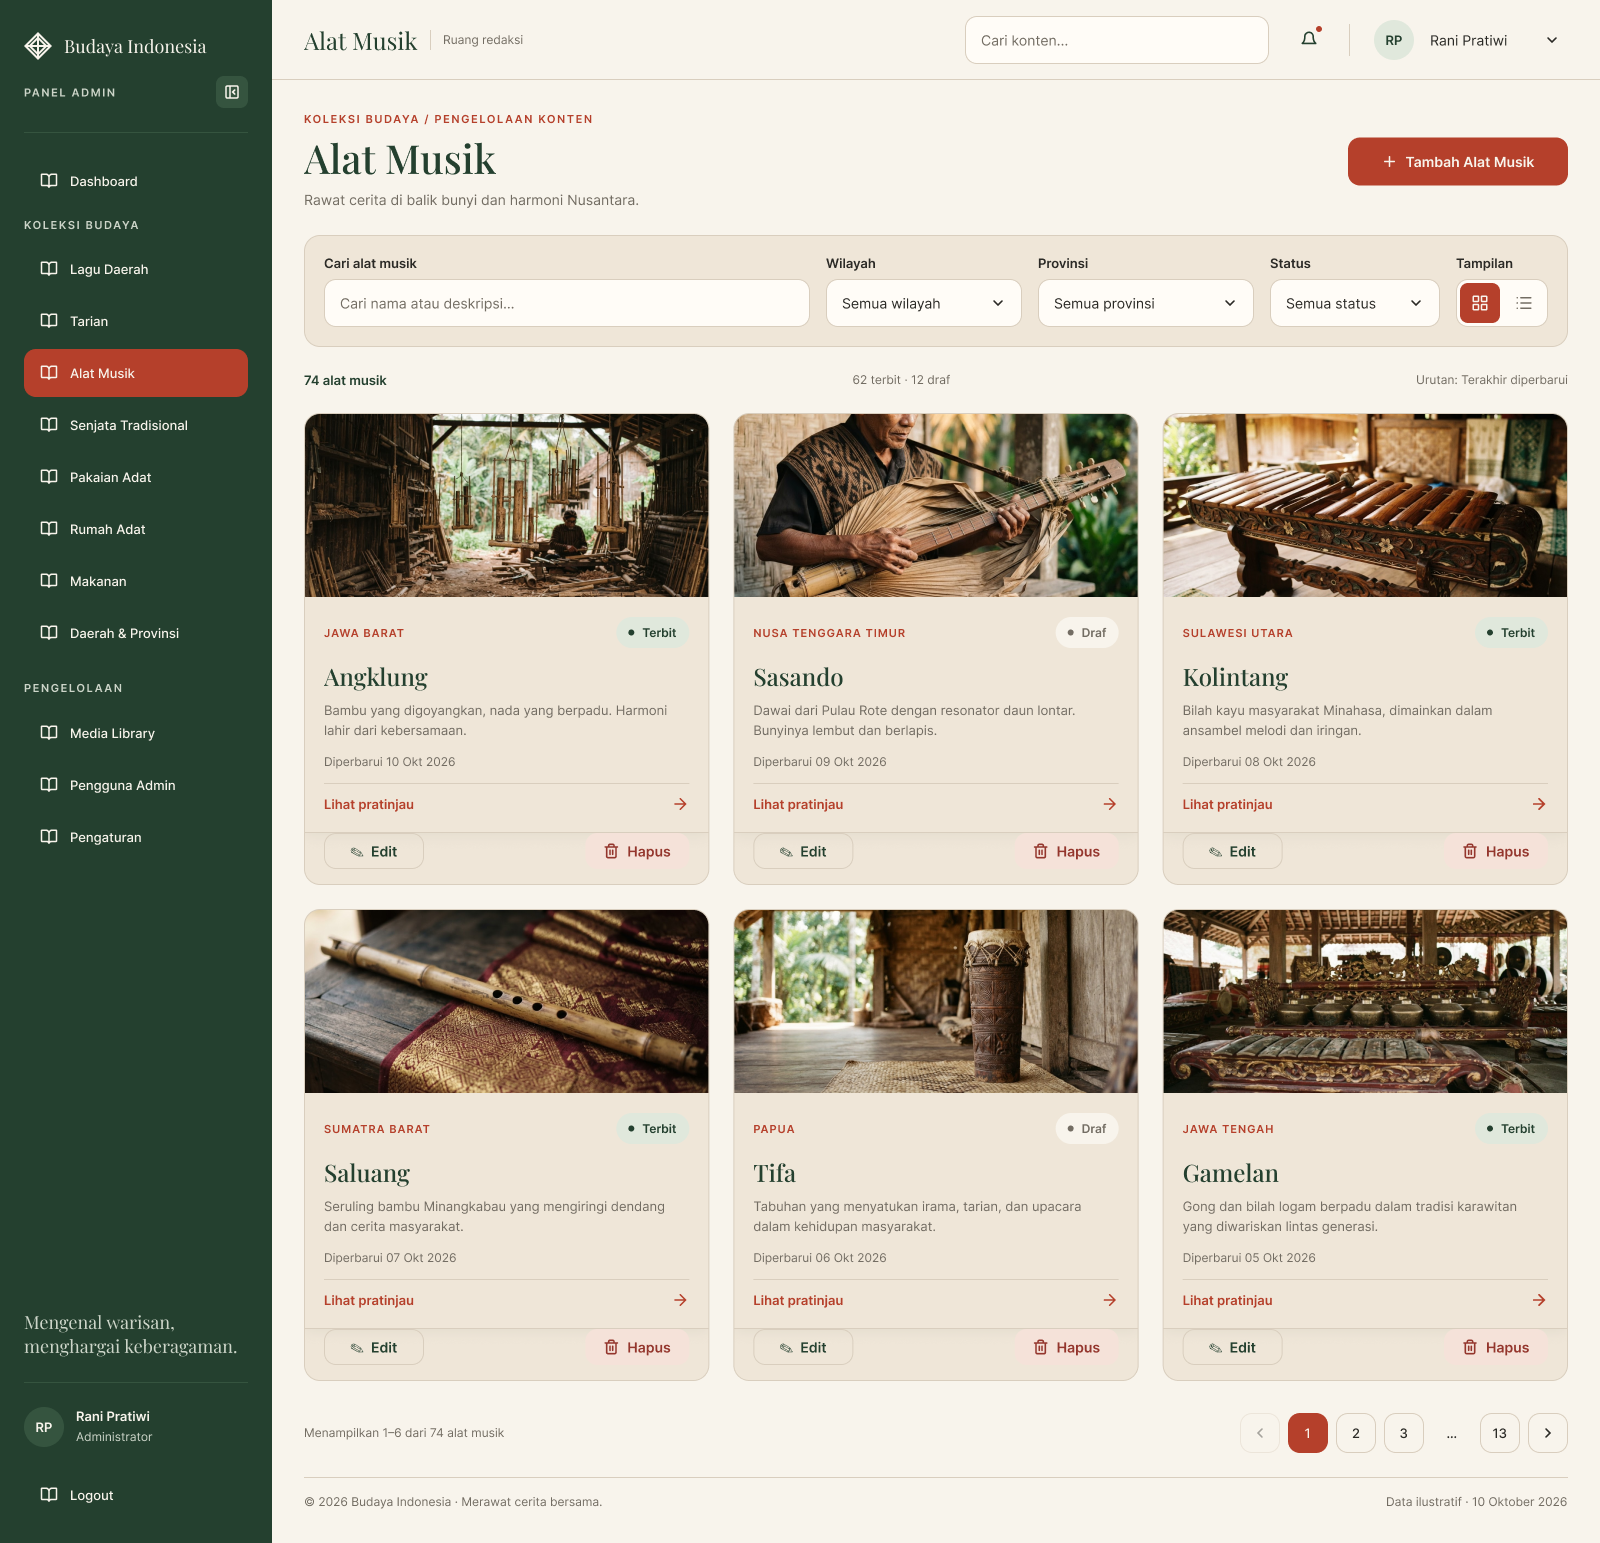 Budaya Indonesia
PANEL ADMIN
Dashboard
KOLEKSI BUDAYA
Lagu Daerah
Tarian
Alat Musik
Senjata Tradisional
Pakaian Adat
Rumah Adat
Makanan
Daerah & Provinsi
PENGELOLAAN
Media Library
Pengguna Admin
Pengaturan
Mengenal warisan,
menghargai keberagaman.
RP
Rani Pratiwi
Administrator
Logout
Alat Musik
Ruang redaksi
Cari konten...
RP
Rani Pratiwi
KOLEKSI BUDAYA / PENGELOLAAN KONTEN
Alat Musik
Rawat cerita di balik bunyi dan harmoni Nusantara.
+ Tambah Alat Musik
Cari alat musik
Cari nama atau deskripsi...
Wilayah
Semua wilayah
Provinsi
Semua provinsi
Status
Semua status
Tampilan
74 alat musik
62 terbit · 12 draf
Urutan: Terakhir diperbarui
JAWA BARAT
Terbit
Angklung
Bambu yang digoyangkan, nada yang berpadu. Harmoni
lahir dari kebersamaan.
Diperbarui 10 Okt 2026
Lihat pratinjau
Edit
Hapus
NUSA TENGGARA TIMUR
Draf
Sasando
Dawai dari Pulau Rote dengan resonator daun lontar.
Bunyinya lembut dan berlapis.
Diperbarui 09 Okt 2026
Lihat pratinjau
Edit
Hapus
SULAWESI UTARA
Terbit
Kolintang
Bilah kayu masyarakat Minahasa, dimainkan dalam
ansambel melodi dan iringan.
Diperbarui 08 Okt 2026
Lihat pratinjau
Edit
Hapus
SUMATRA BARAT
Terbit
Saluang
Seruling bambu Minangkabau yang mengiringi dendang
dan cerita masyarakat.
Diperbarui 07 Okt 2026
Lihat pratinjau
Edit
Hapus
PAPUA
Draf
Tifa
Tabuhan yang menyatukan irama, tarian, dan upacara
dalam kehidupan masyarakat.
Diperbarui 06 Okt 2026
Lihat pratinjau
Edit
Hapus
JAWA TENGAH
Terbit
Gamelan
Gong dan bilah logam berpadu dalam tradisi karawitan
yang diwariskan lintas generasi.
Diperbarui 05 Okt 2026
Lihat pratinjau
Edit
Hapus
Menampilkan 1–6 dari 74 alat musik
1 2 3 ... 13
© 2026 Budaya Indonesia · Merawat cerita bersama.
Data ilustratif · 10 Oktober 2026